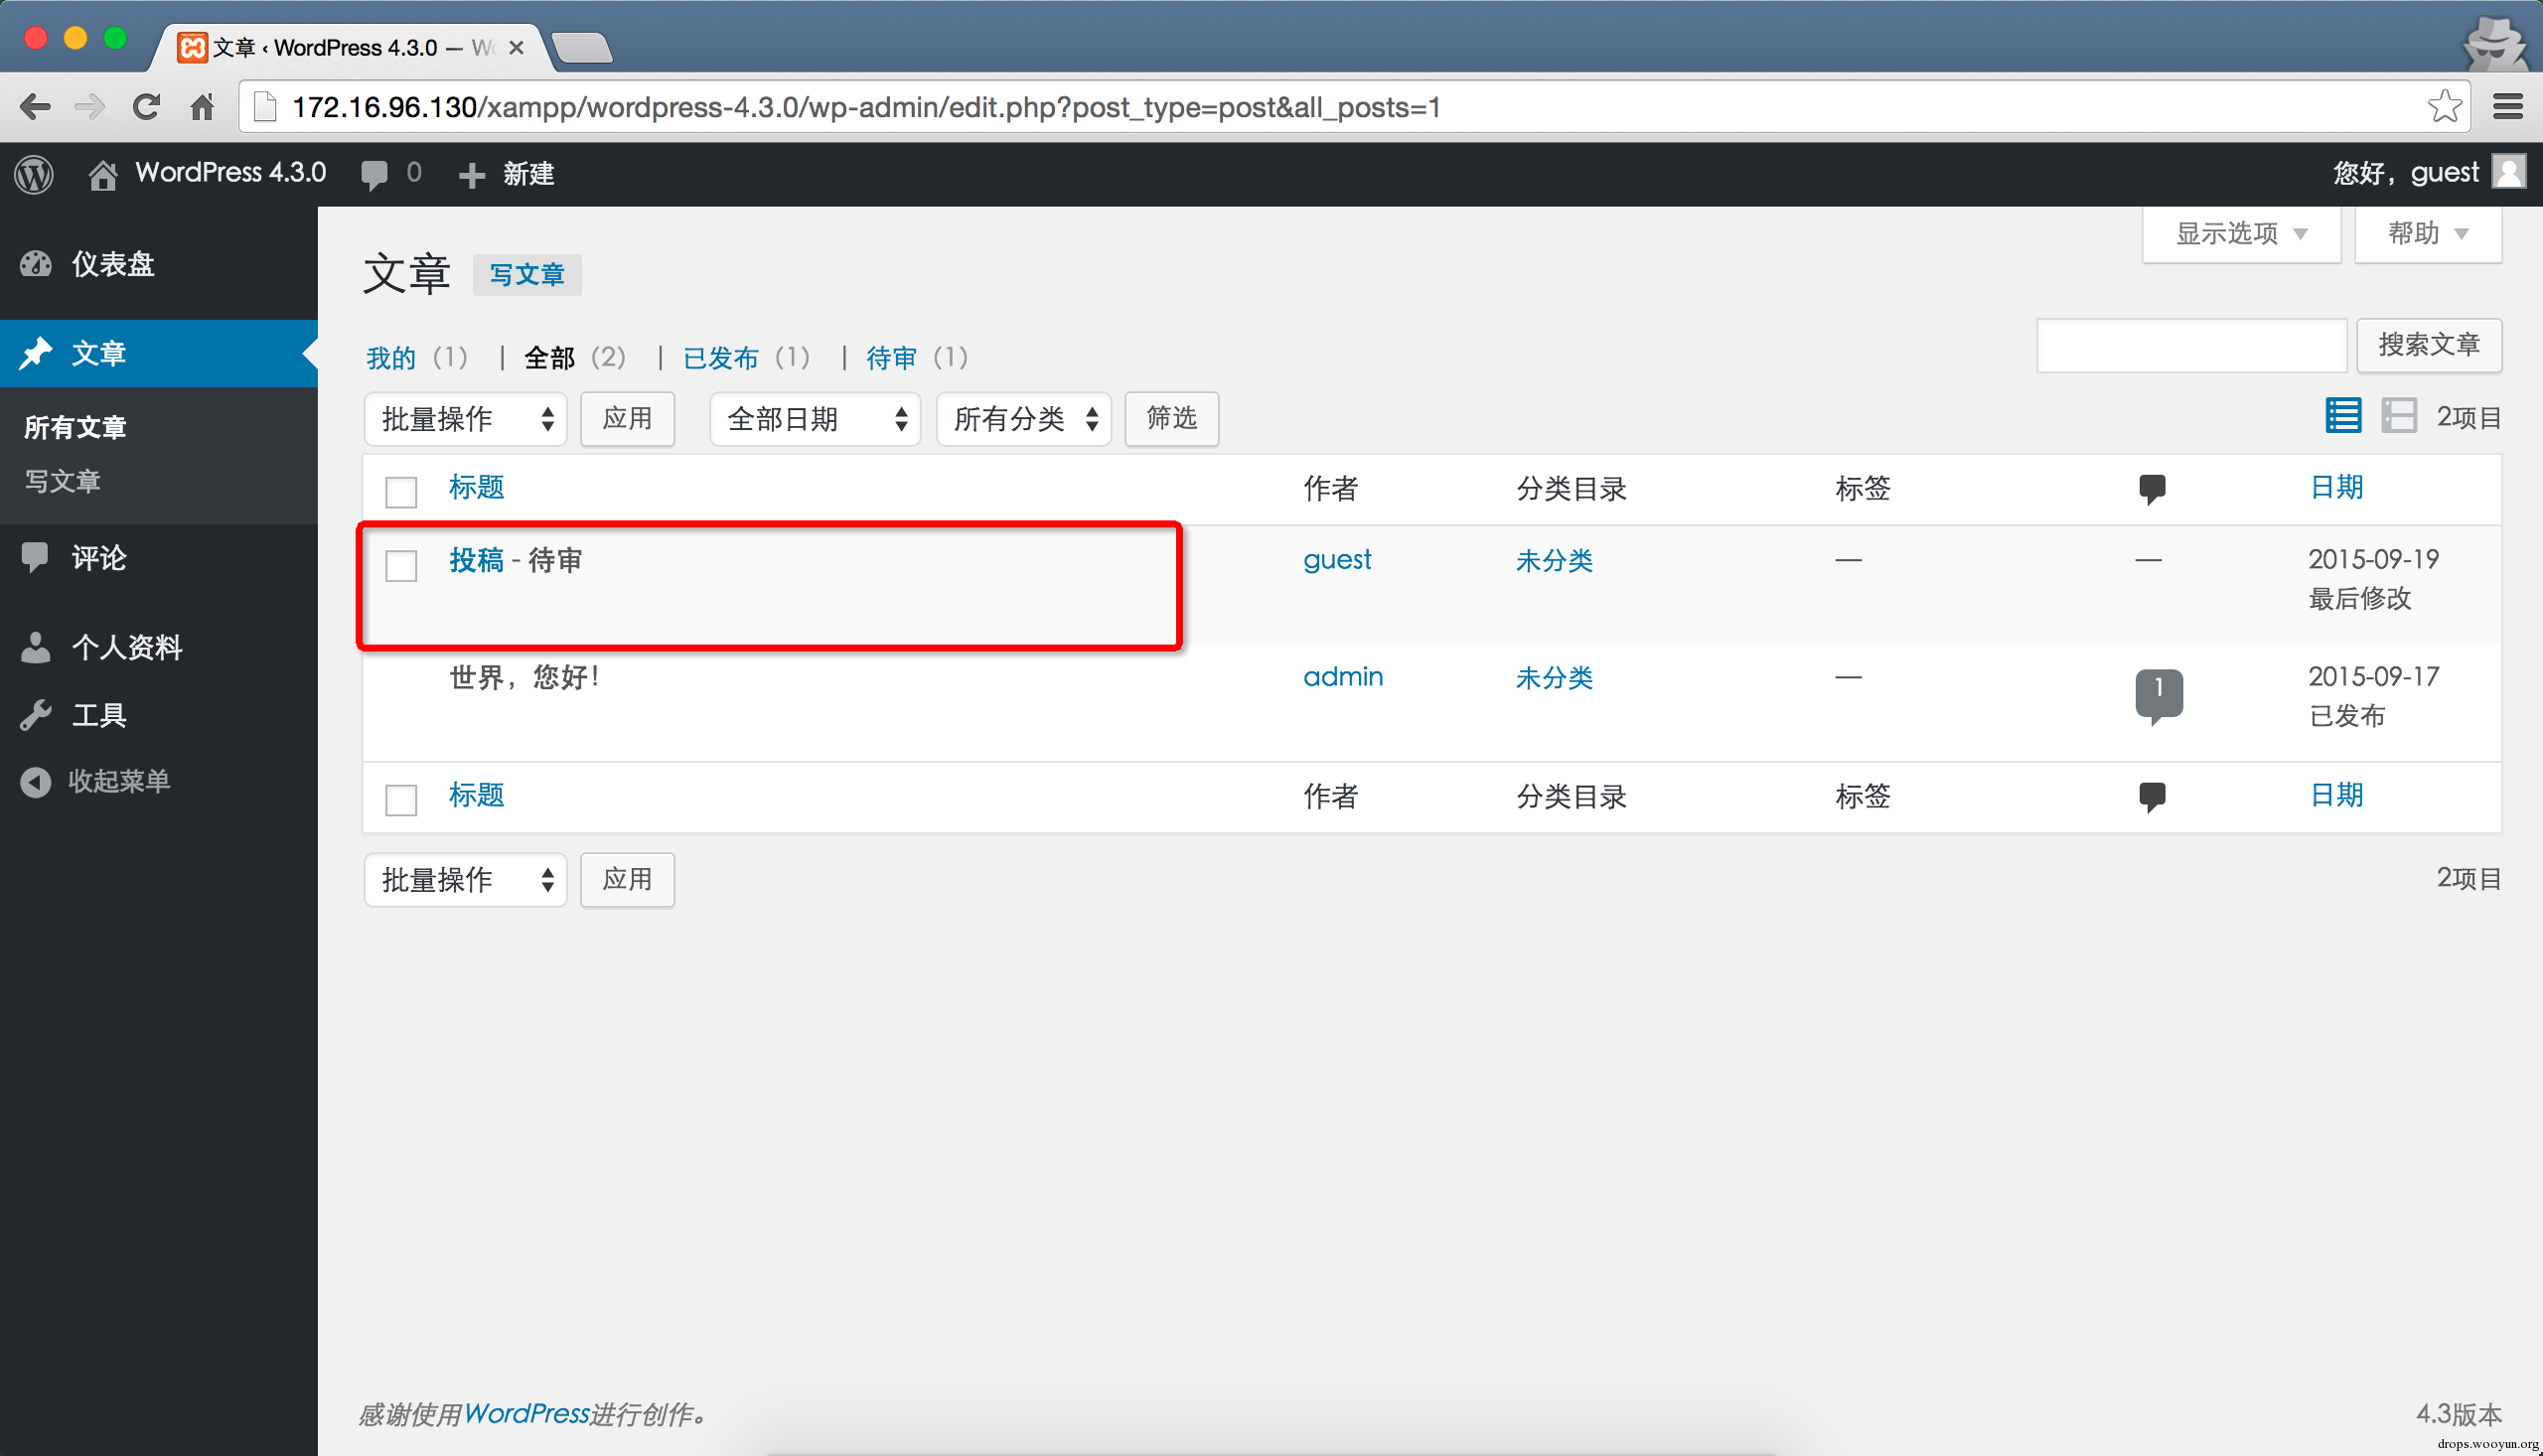 文章 ‹ WordPress 4.3.0 — Wo
172.16.96.130/xampp/wordpress-4.3.0/wp-admin/edit.php?post_type=post&all_posts=1
WordPress 4.3.0 0 新建 您好，guest
显示选项 帮助
仪表盘
文章
所有文章
写文章
评论
个人资料
工具
收起菜单
文章 写文章
我的（1） | 全部（2） | 已发布（1） | 待审（1）
搜索文章
批量操作 应用 全部日期 所有分类 筛选 2项目
标题 作者 分类目录 标签 日期
投稿 - 待审 guest 未分类 — — 2015-09-19
最后修改
世界，您好！ admin 未分类 — 1 2015-09-17
已发布
标题 作者 分类目录 标签 日期
批量操作 应用 2项目
感谢使用WordPress进行创作。 4.3版本
drops.wooyun.org